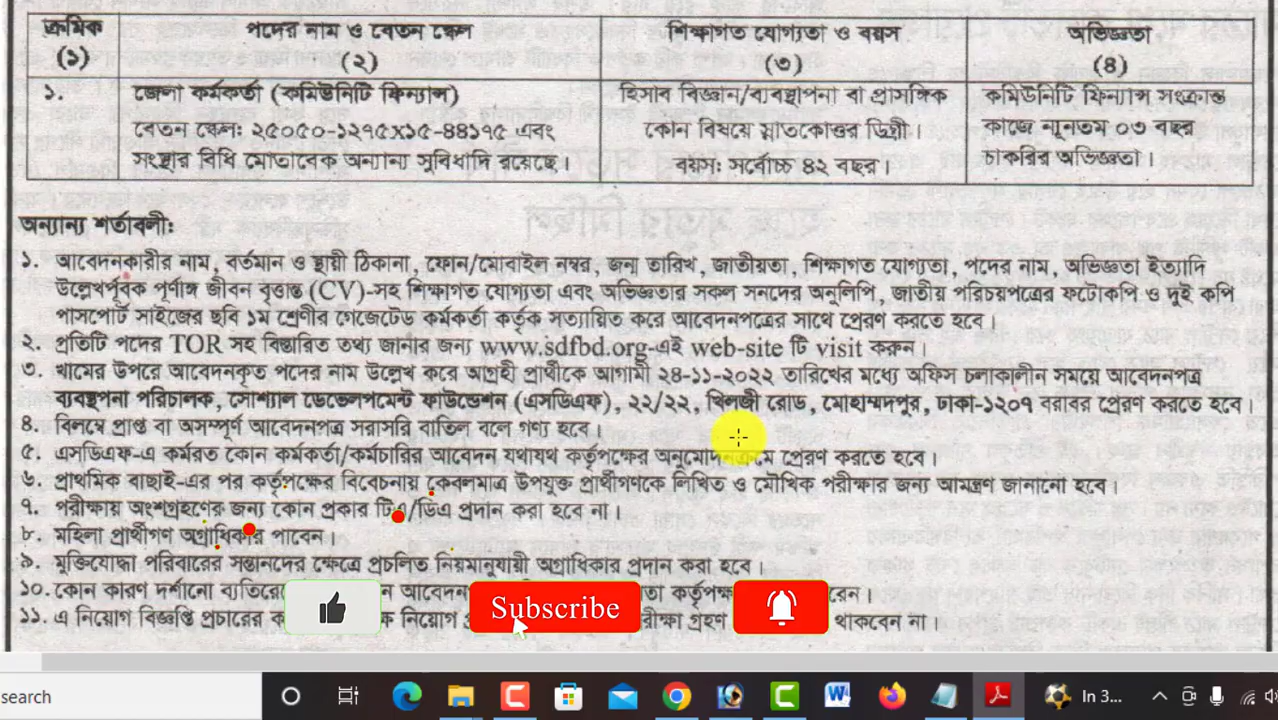 ক্রমিক পদের নাম ও বেতন স্কেল শিক্ষাগত যোগ্যতা ও বয়স অভিজ্ঞতা
(১) (২) (৩) (৪)
১. জেলা কর্মকর্তা (কমিউনিটি ফিন্যান্স) হিসাব বিজ্ঞান/ব্যবস্থাপনা বা প্রাসঙ্গিক কমিউনিটি ফিন্যান্স সংক্রান্ত
বেতন স্কেল: ২৫০৫০-১২৭৫X১৫-৪৪১৭৫ এবং কোন বিষয়ে স্নাতকোত্তর ডিগ্রী। কাজে ন্যূনতম ০৩ বছর
সংস্থার বিধি মোতাবেক অন্যান্য সুবিধাদি রয়েছে। বয়স: সর্বোচ্চ ৪২ বছর। চাকরির অভিজ্ঞতা।
অন্যান্য শর্তাবলী:
১. আবেদনকারীর নাম, বর্তমান ও স্থায়ী ঠিকানা, ফোন/মোবাইল নম্বর, জন্ম তারিখ, জাতীয়তা, শিক্ষাগত যোগ্যতা, পদের নাম, অভিজ্ঞতা ইত্যাদি
উল্লেখপূর্বক পূর্ণাঙ্গ জীবন বৃত্তান্ত (CV)-সহ শিক্ষাগত যোগ্যতা এবং অভিজ্ঞতার সকল সনদের অনুলিপি, জাতীয় পরিচয়পত্রের ফটোকপি ও দুই কপি
পাসপোর্ট সাইজের ছবি ১ম শ্রেণীর গেজেটেড কর্মকর্তা কর্তৃক সত্যায়িত করে আবেদনপত্রের সাথে প্রেরণ করতে হবে।
২. প্রতিটি পদের TOR সহ বিস্তারিত তথ্য জানার জন্য www.sdfbd.org-এই web-site টি visit করুন।
৩. খামের উপরে আবেদনকৃত পদের নাম উল্লেখ করে আগ্রহী প্রার্থীকে আগামী ২৪-১১-২০২২ তারিখের মধ্যে অফিস চলাকালীন সময়ে আবেদনপত্র
ব্যবস্থাপনা পরিচালক, সোশ্যাল ডেভেলপমেন্ট ফাউন্ডেশন (এসডিএফ), ২২/২২, খিলজী রোড, মোহাম্মদপুর, ঢাকা-১২০৭ বরাবর প্রেরণ করতে হবে।
৪. বিলম্বে প্রাপ্ত বা অসম্পূর্ণ আবেদনপত্র সরাসরি বাতিল বলে গণ্য হবে।
৫. এসডিএফ-এ কর্মরত কোন কর্মকর্তা/কর্মচারির আবেদন যথাযথ কর্তৃপক্ষের অনুমোদনক্রমে প্রেরণ করতে হবে।
৬. প্রাথমিক বাছাই-এর পর কর্তৃপক্ষের বিবেচনায় কেবলমাত্র উপযুক্ত প্রার্থীগণকে লিখিত ও মৌখিক পরীক্ষার জন্য আমন্ত্রণ জানানো হবে।
৭. পরীক্ষায় অংশগ্রহণের জন্য কোন প্রকার টিএ/ডিএ প্রদান করা হবে না।
৮. মহিলা প্রার্থীগণ অগ্রাধিকার পাবেন।
৯. মুক্তিযোদ্ধা পরিবারের সন্তানদের ক্ষেত্রে প্রচলিত নিয়মানুযায়ী অগ্রাধিকার প্রদান করা হবে।
১০. কোন কারণ দর্শানো আবেদন কর্তৃপক্ষ
১১. এ নিয়োগ বিজ্ঞপ্তি প্রচারের নিয়োগ পরীক্ষা গ্রহণ থাকবেন না।
Subscribe
search In 3...